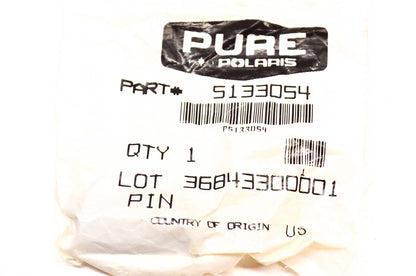 PURE
POLARIS
PART# 5133054
P5133054
QTY 1
LOT 36843300001
PIN
COUNTRY OF ORIGIN US